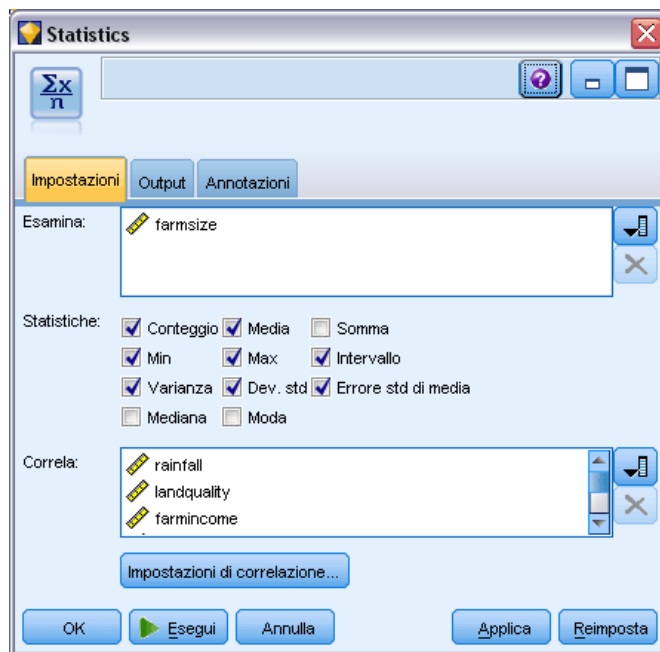 Statistics
Σx
n
?
Impostazioni Output Annotazioni
Esamina: farmsize
Statistiche: Conteggio Media Somma
Min Max Intervallo
Varianza Dev. std Errore std di media
Mediana Moda
Correla: rainfall
landquality
farmincome
Impostazioni di correlazione...
OK Esegui Annulla Applica Reimposta